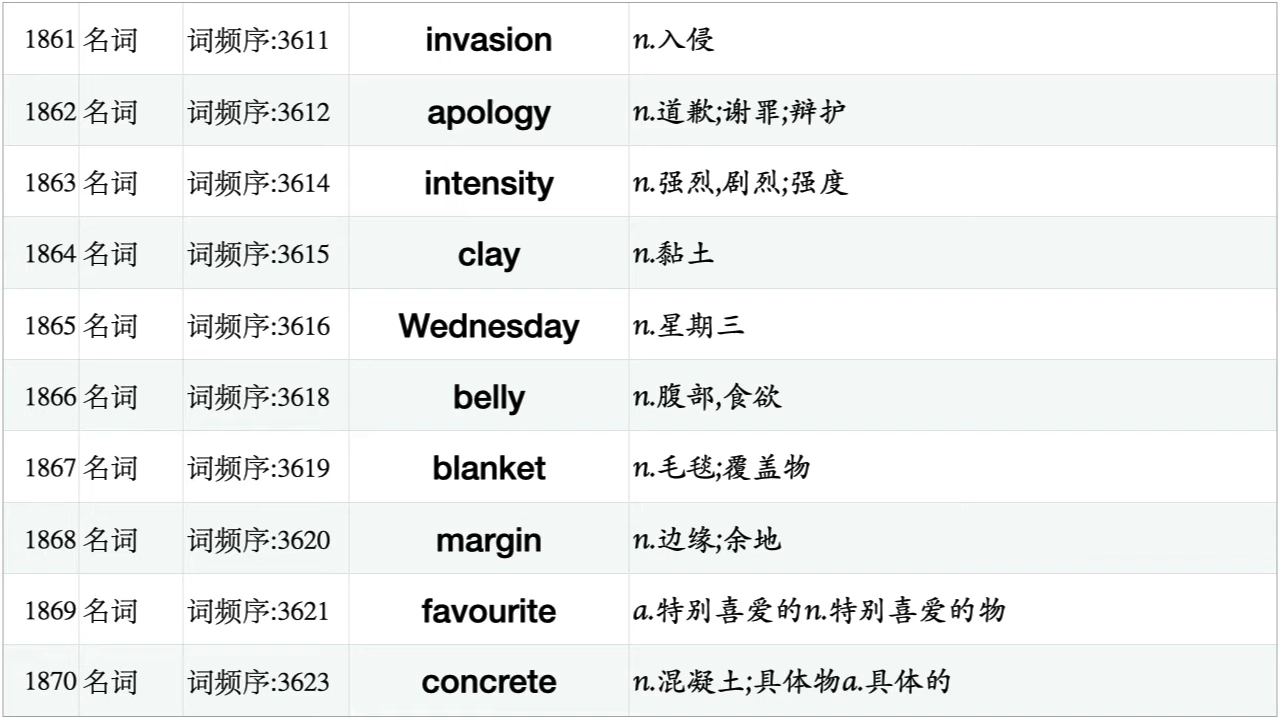 1861 名词 词频序:3611 invasion n.入侵
1862 名词 词频序:3612 apology n.道歉;谢罪;辩护
1863 名词 词频序:3614 intensity n.强烈,剧烈;强度
1864 名词 词频序:3615 clay n.黏土
1865 名词 词频序:3616 Wednesday n.星期三
1866 名词 词频序:3618 belly n.腹部,食欲
1867 名词 词频序:3619 blanket n.毛毯;覆盖物
1868 名词 词频序:3620 margin n.边缘;余地
1869 名词 词频序:3621 favourite a.特别喜爱的n.特别喜爱的物
1870 名词 词频序:3623 concrete n.混凝土;具体物a.具体的